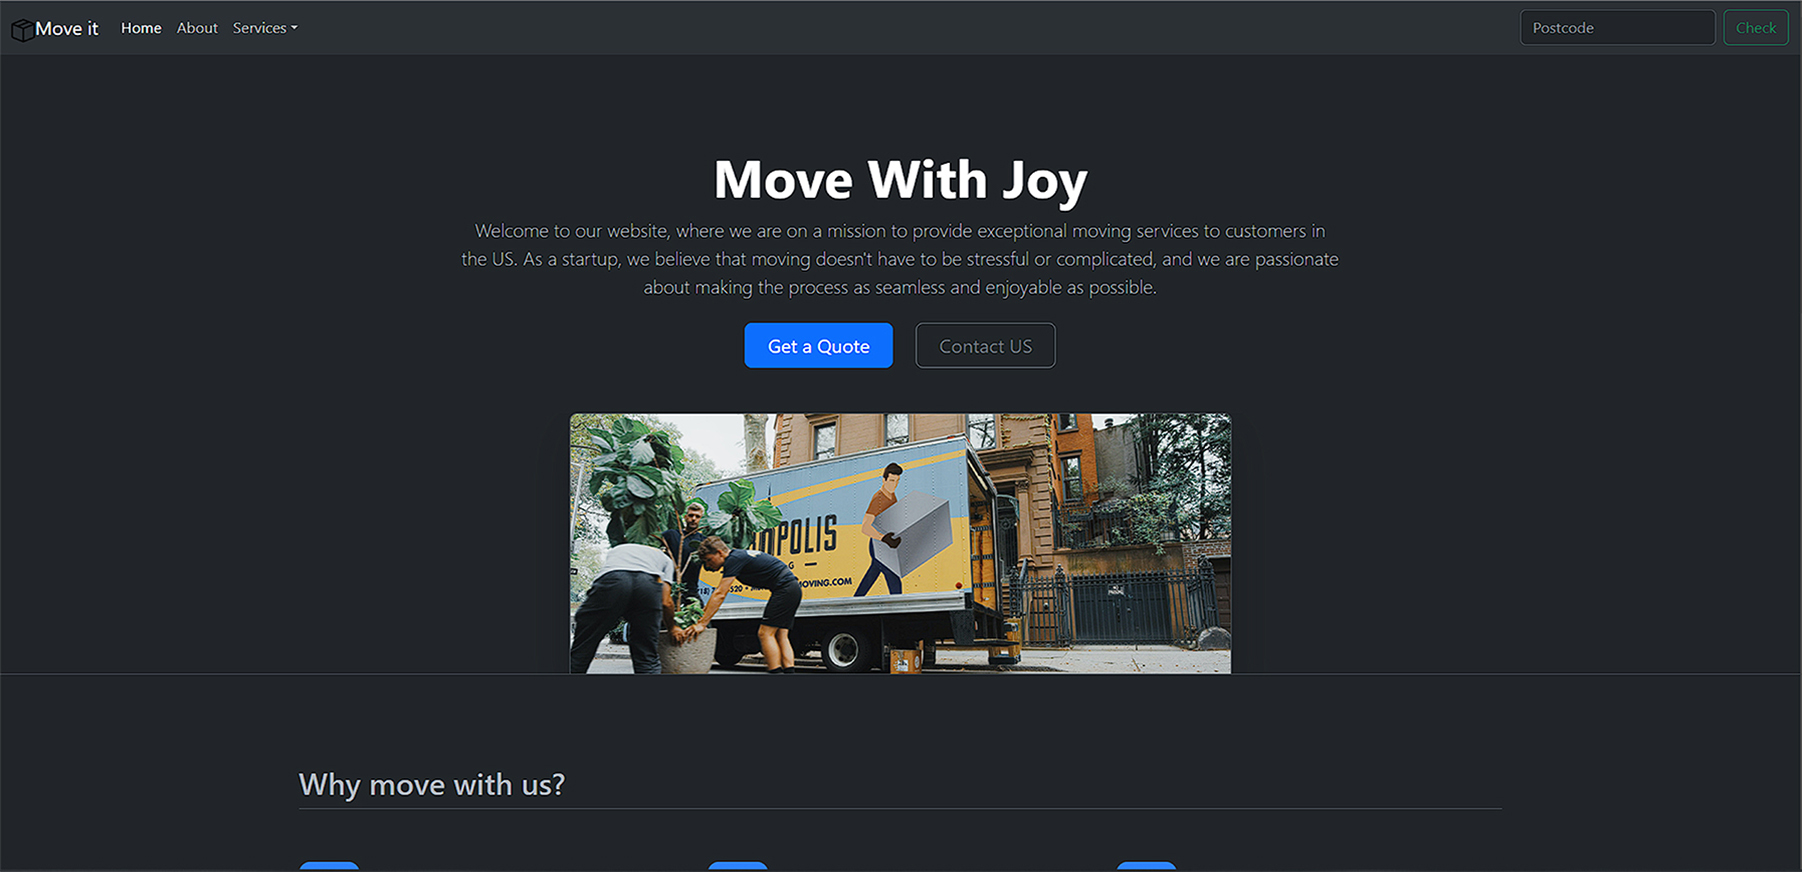 Move it
Home
About
Services
Postcode
Check
Move With Joy
Welcome to our website, where we are on a mission to provide exceptional moving services to customers in
the US. As a startup, we believe that moving doesn't have to be stressful or complicated, and we are passionate
about making the process as seamless and enjoyable as possible.
Get a Quote
Contact US
POLIS
OVING.COM
Why move with us?